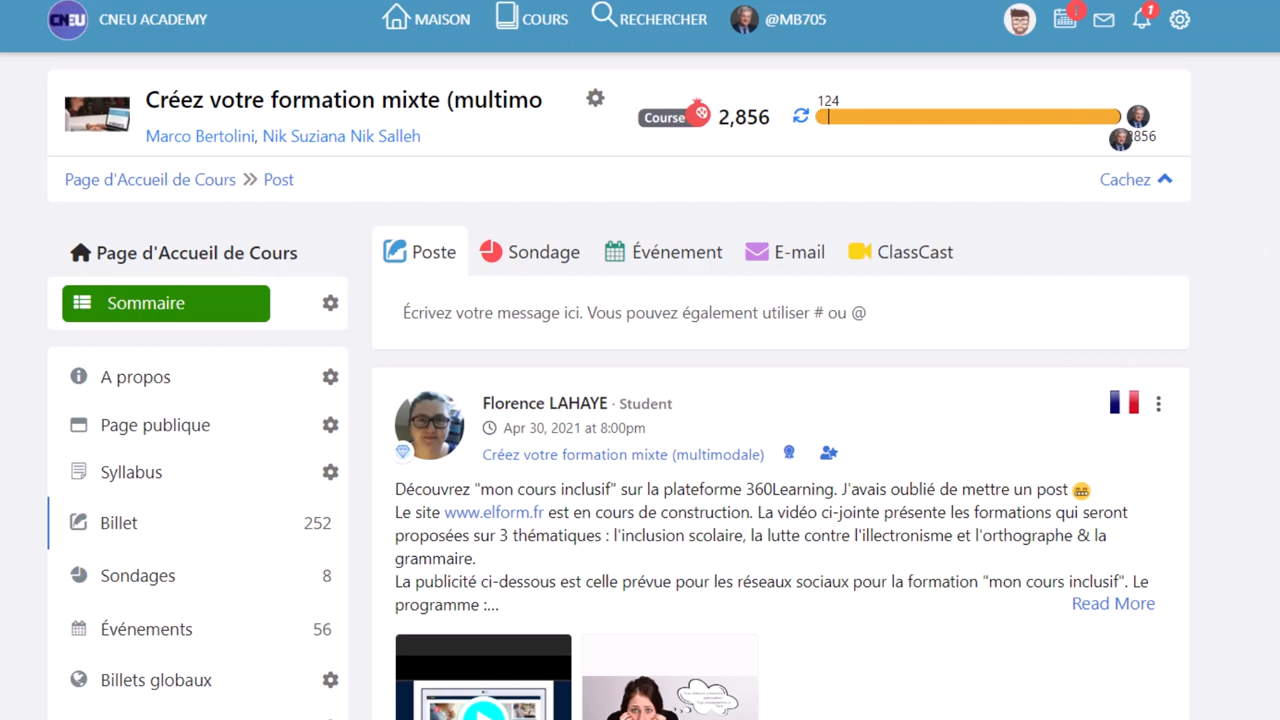 CNEU CNEU ACADEMY MAISON COURS RECHERCHER @MB705 1
Créez votre formation mixte (multimo
Marco Bertolini, Nik Suziana Nik Salleh
Course 2,856 124
856
Page d'Accueil de Cours >> Post Cachez
Page d'Accueil de Cours
Sommaire
A propos
Page publique
Syllabus
Billet 252
Sondages 8
Événements 56
Billets globaux
Poste Sondage Événement E-mail ClassCast
Écrivez votre message ici. Vous pouvez également utiliser # ou @
Florence LAHAYE · Student
Apr 30, 2021 at 8:00pm
Créez votre formation mixte (multimodale)
Découvrez "mon cours inclusif" sur la plateforme 360Learning. J'avais oublié de mettre un post
Le site www.elform.fr est en cours de construction. La vidéo ci-jointe présente les formations qui seront
proposées sur 3 thématiques : l'inclusion scolaire, la lutte contre l'illectronisme et l'orthographe & la
grammaire.
La publicité ci-dessous est celle prévue pour les réseaux sociaux pour la formation "mon cours inclusif". Le
programme :...
Read More